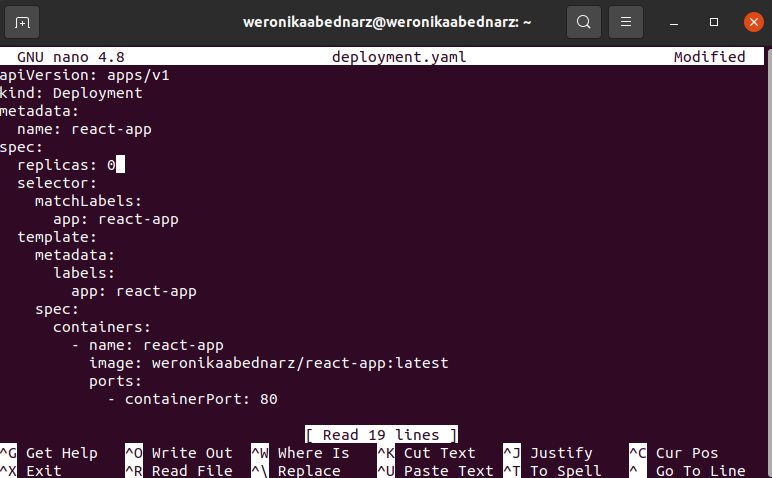 weronikaabednarz@weronikaabednarz: ~
GNU nano 4.8 deployment.yaml Modified
apiVersion: apps/v1
kind: Deployment
metadata:
  name: react-app
spec:
  replicas: 0
  selector:
    matchLabels:
      app: react-app
  template:
    metadata:
      labels:
        app: react-app
    spec:
      containers:
        - name: react-app
          image: weronikaabednarz/react-app:latest
          ports:
            - containerPort: 80
[ Read 19 lines ]
^G Get Help ^O Write Out ^W Where Is ^K Cut Text ^J Justify ^C Cur Pos
^X Exit ^R Read File ^\ Replace ^U Paste Text ^T To Spell ^_ Go To Line